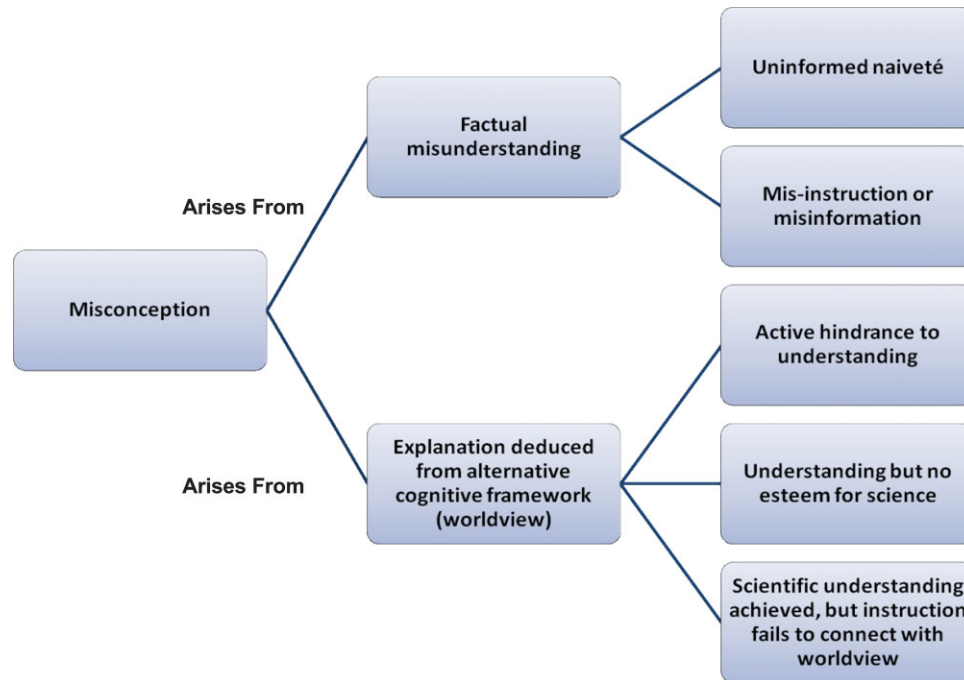 Uninformed naiveté
Factual
misunderstanding
Mis-instruction or
misinformation
Arises From
Misconception
Active hindrance to
understanding
Explanation deduced
from alternative
cognitive framework
(worldview)
Arises From
Understanding but no
esteem for science
Scientific understanding
achieved, but instruction
fails to connect with
worldview